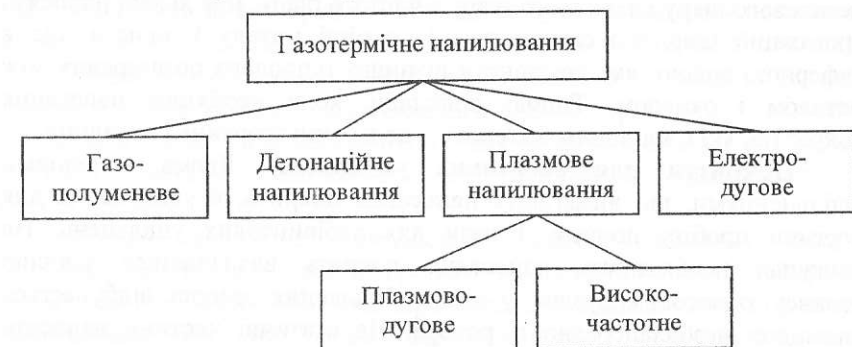 Газотермічне напилювання
Газо-
полуменеве
Детонаційне
напилювання
Плазмове
напилювання
Електро-
дугове
Плазмово-
дугове
Високо-
частотне